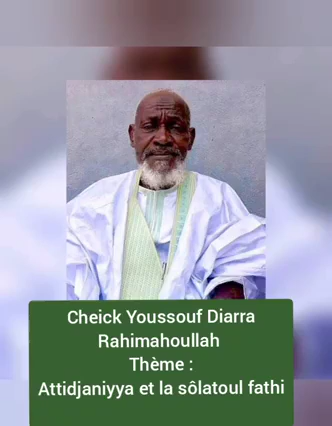 Cheick Youssouf Diarra
Rahimahoullah
Thème :
Attidjaniyya et la sôlatoul fathi